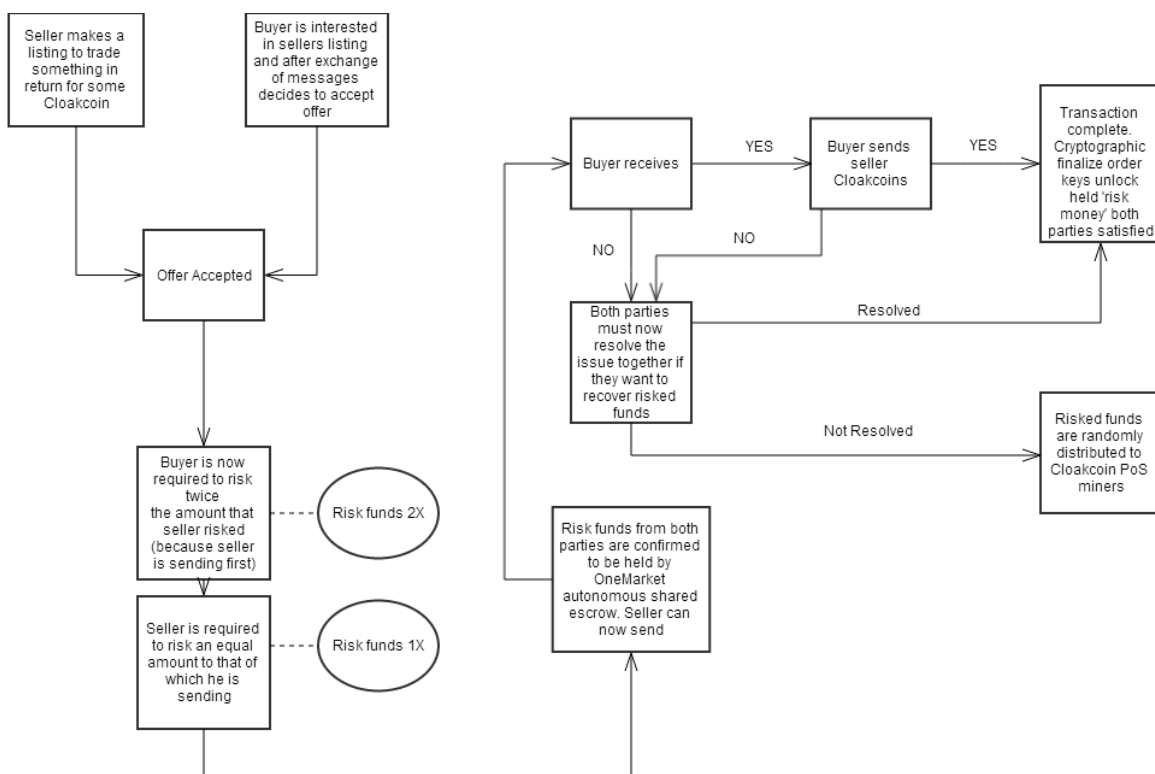 Seller makes a
listing to trade
something in
return for some
Cloakcoin
Buyer is interested
in sellers listing
and after exchange
of messages
decides to accept
offer
Offer Accepted
Buyer is now
required to risk
twice
the amount that
seller risked
(because seller
is sending first)
Risk funds 2X
Seller is required
to risk an equal
amount to that of
which he is
sending
Risk funds 1X
Risk funds from both
parties are confirmed
to be held by
OneMarket
autonomous shared
escrow. Seller can
now send
Buyer receives
YES
NO
Buyer sends
seller
Cloakcoins
YES
NO
Transaction
complete.
Cryptographic
finalize order
keys unlock
held 'risk
money' both
parties satisfied
Both parties
must now
resolve the
issue together if
they want to
recover risked
funds
Resolved
Not Resolved
Risked funds
are randomly
distributed to
Cloakcoin PoS
miners